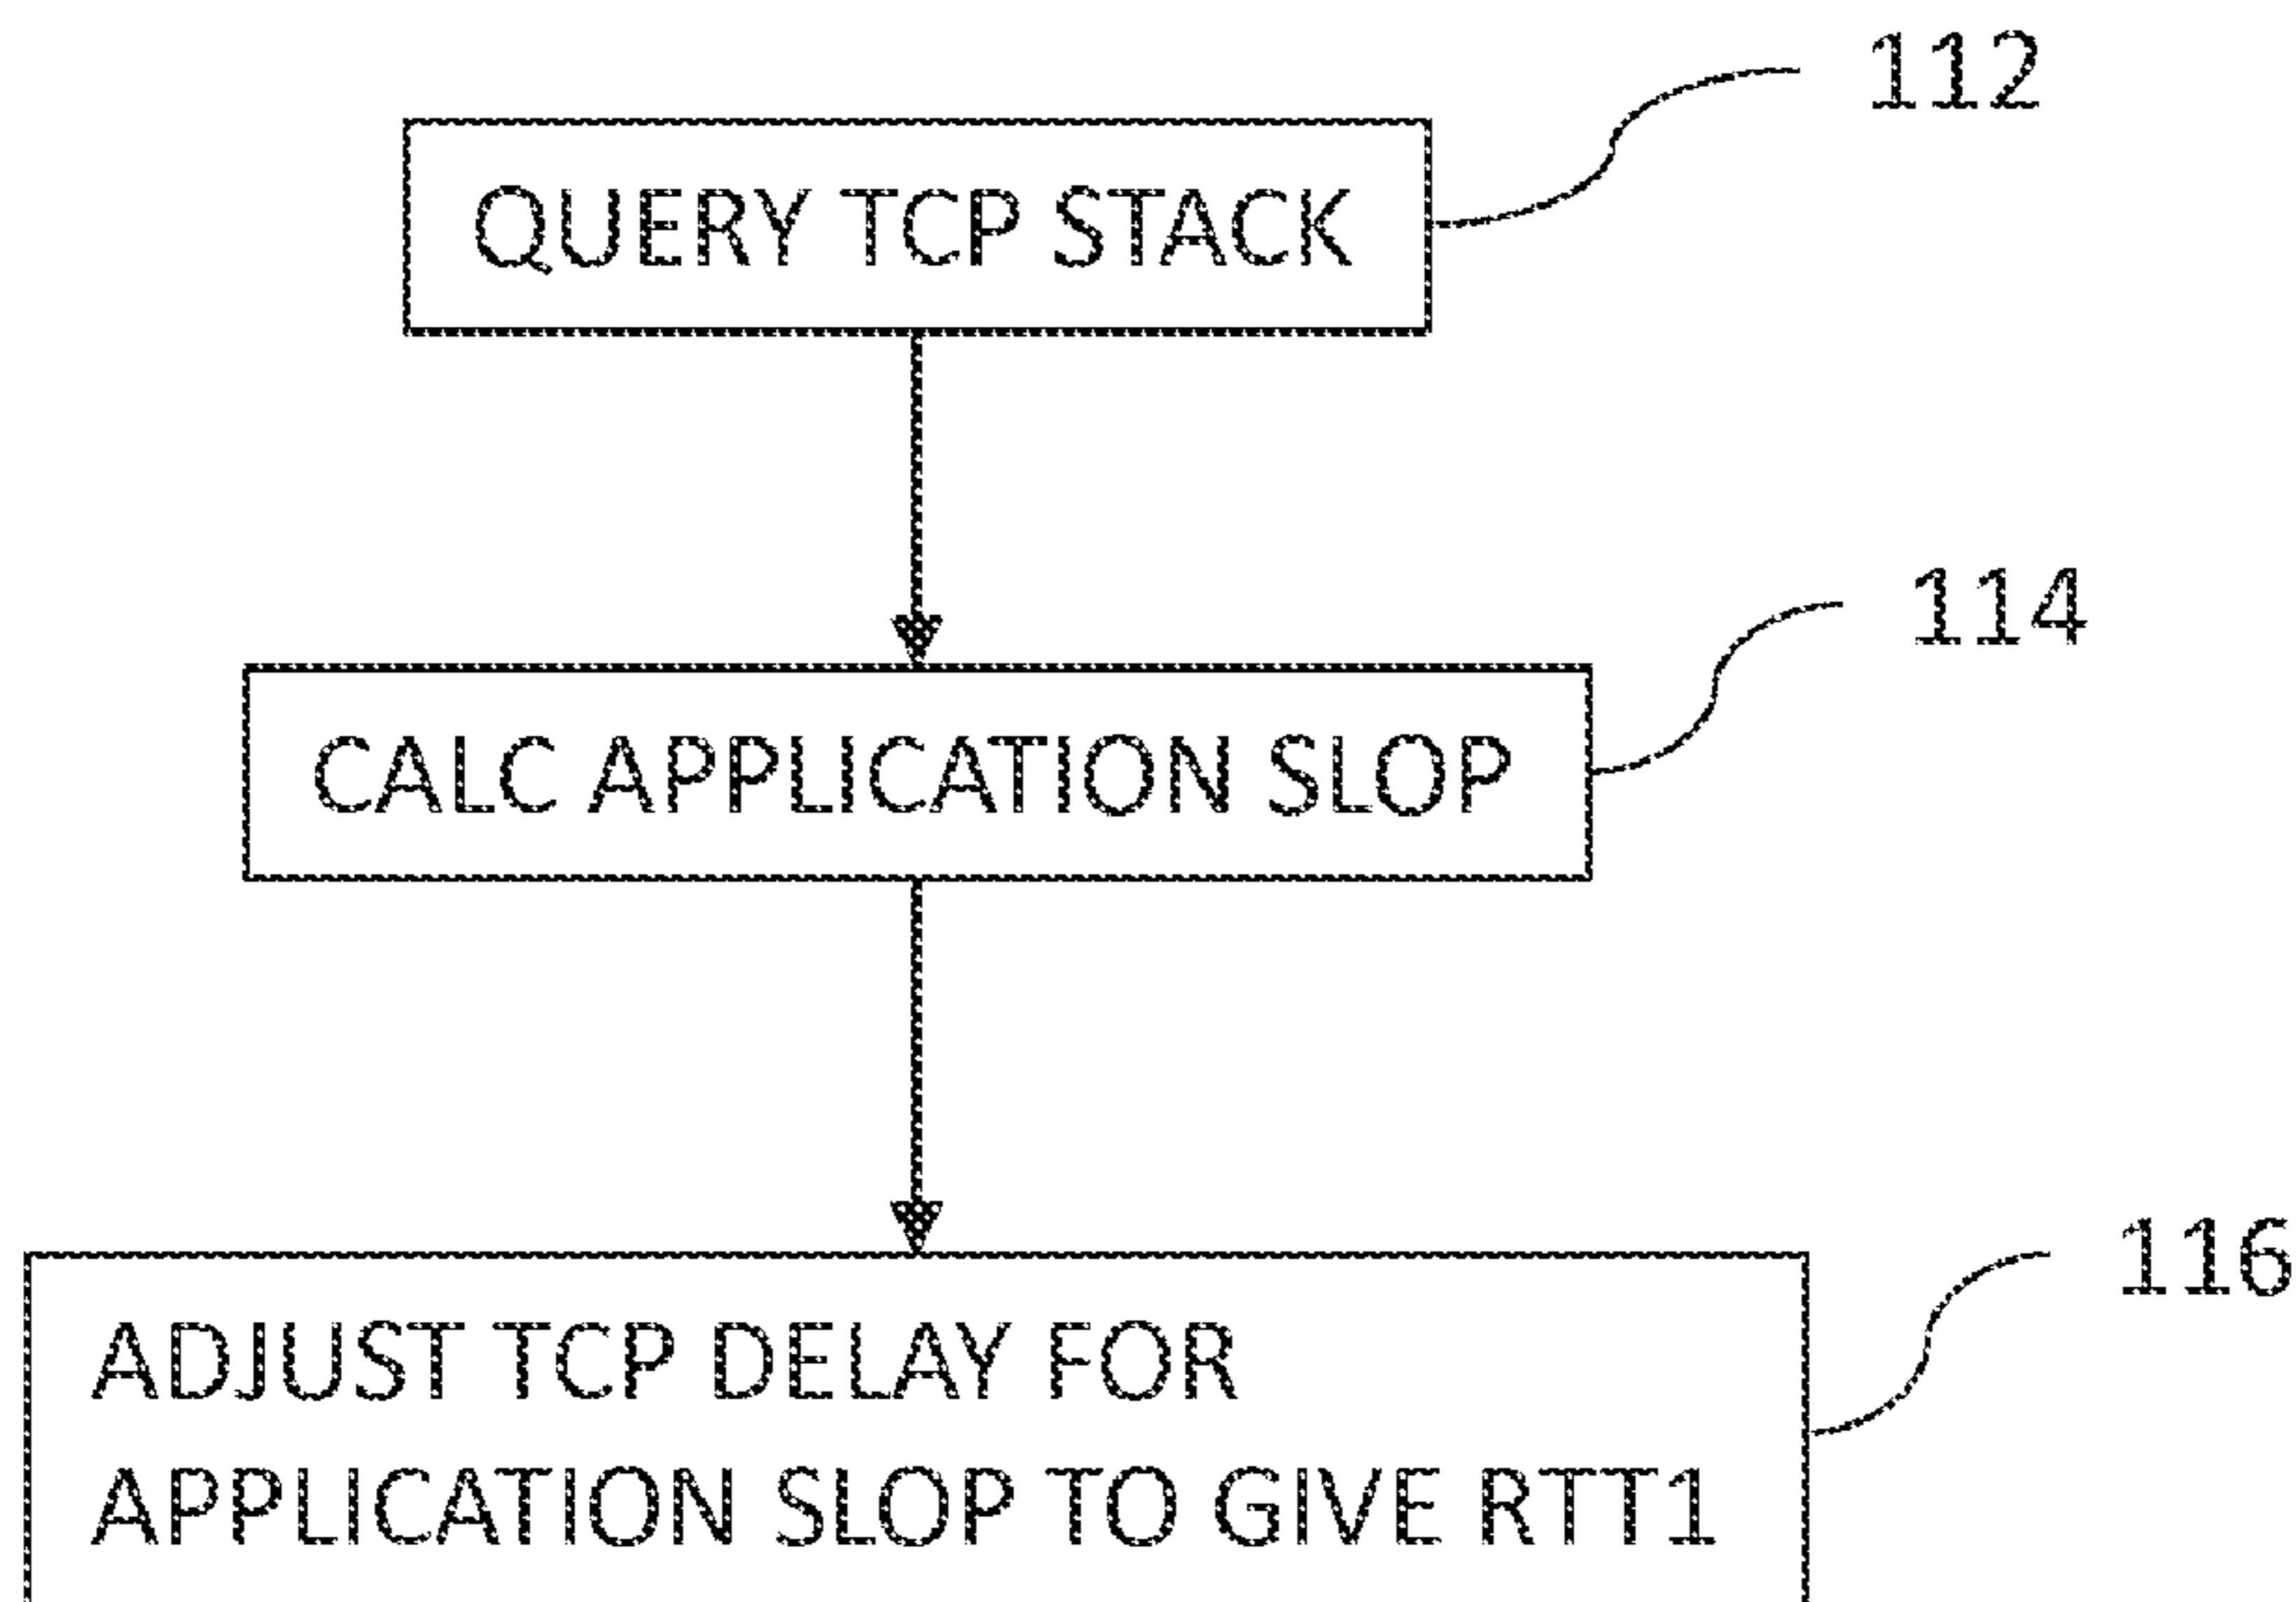 112
QUERY TCP STACK
114
CALC APPLICATION SLOP
116
ADJUST TCP DELAY FOR
APPLICATION SLOP TO GIVE RTT1